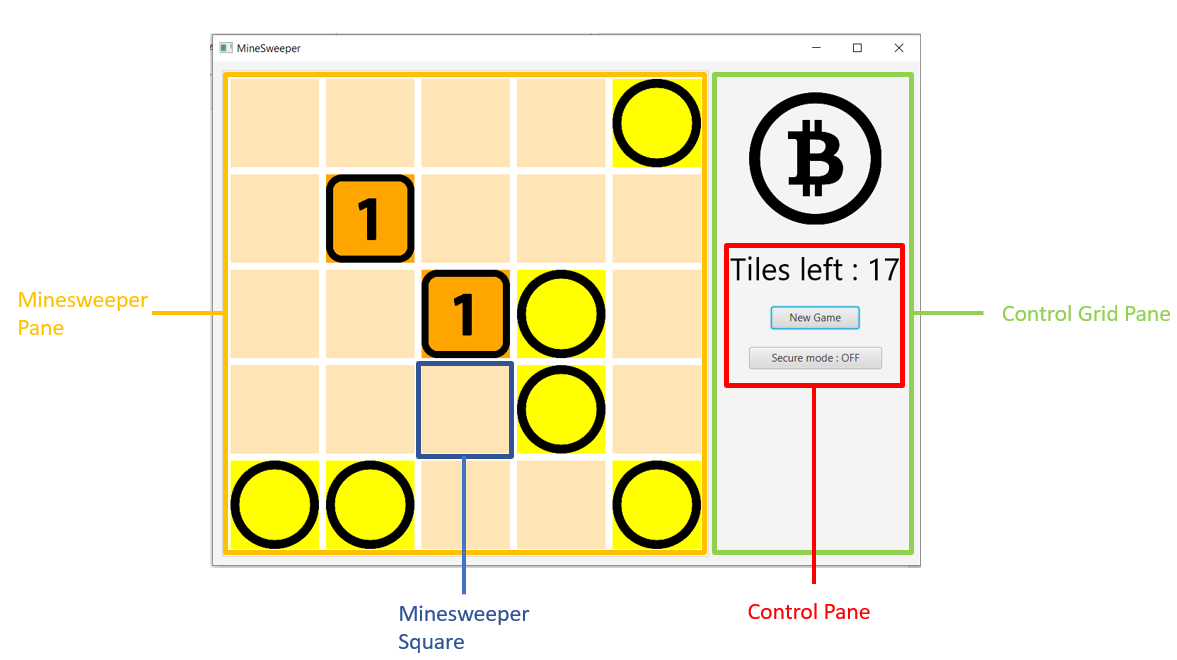 MineSweeper
1
1
₿
Tiles left : 17
New Game
Secure mode : OFF
Minesweeper
Pane
Control Grid Pane
Minesweeper
Square
Control Pane